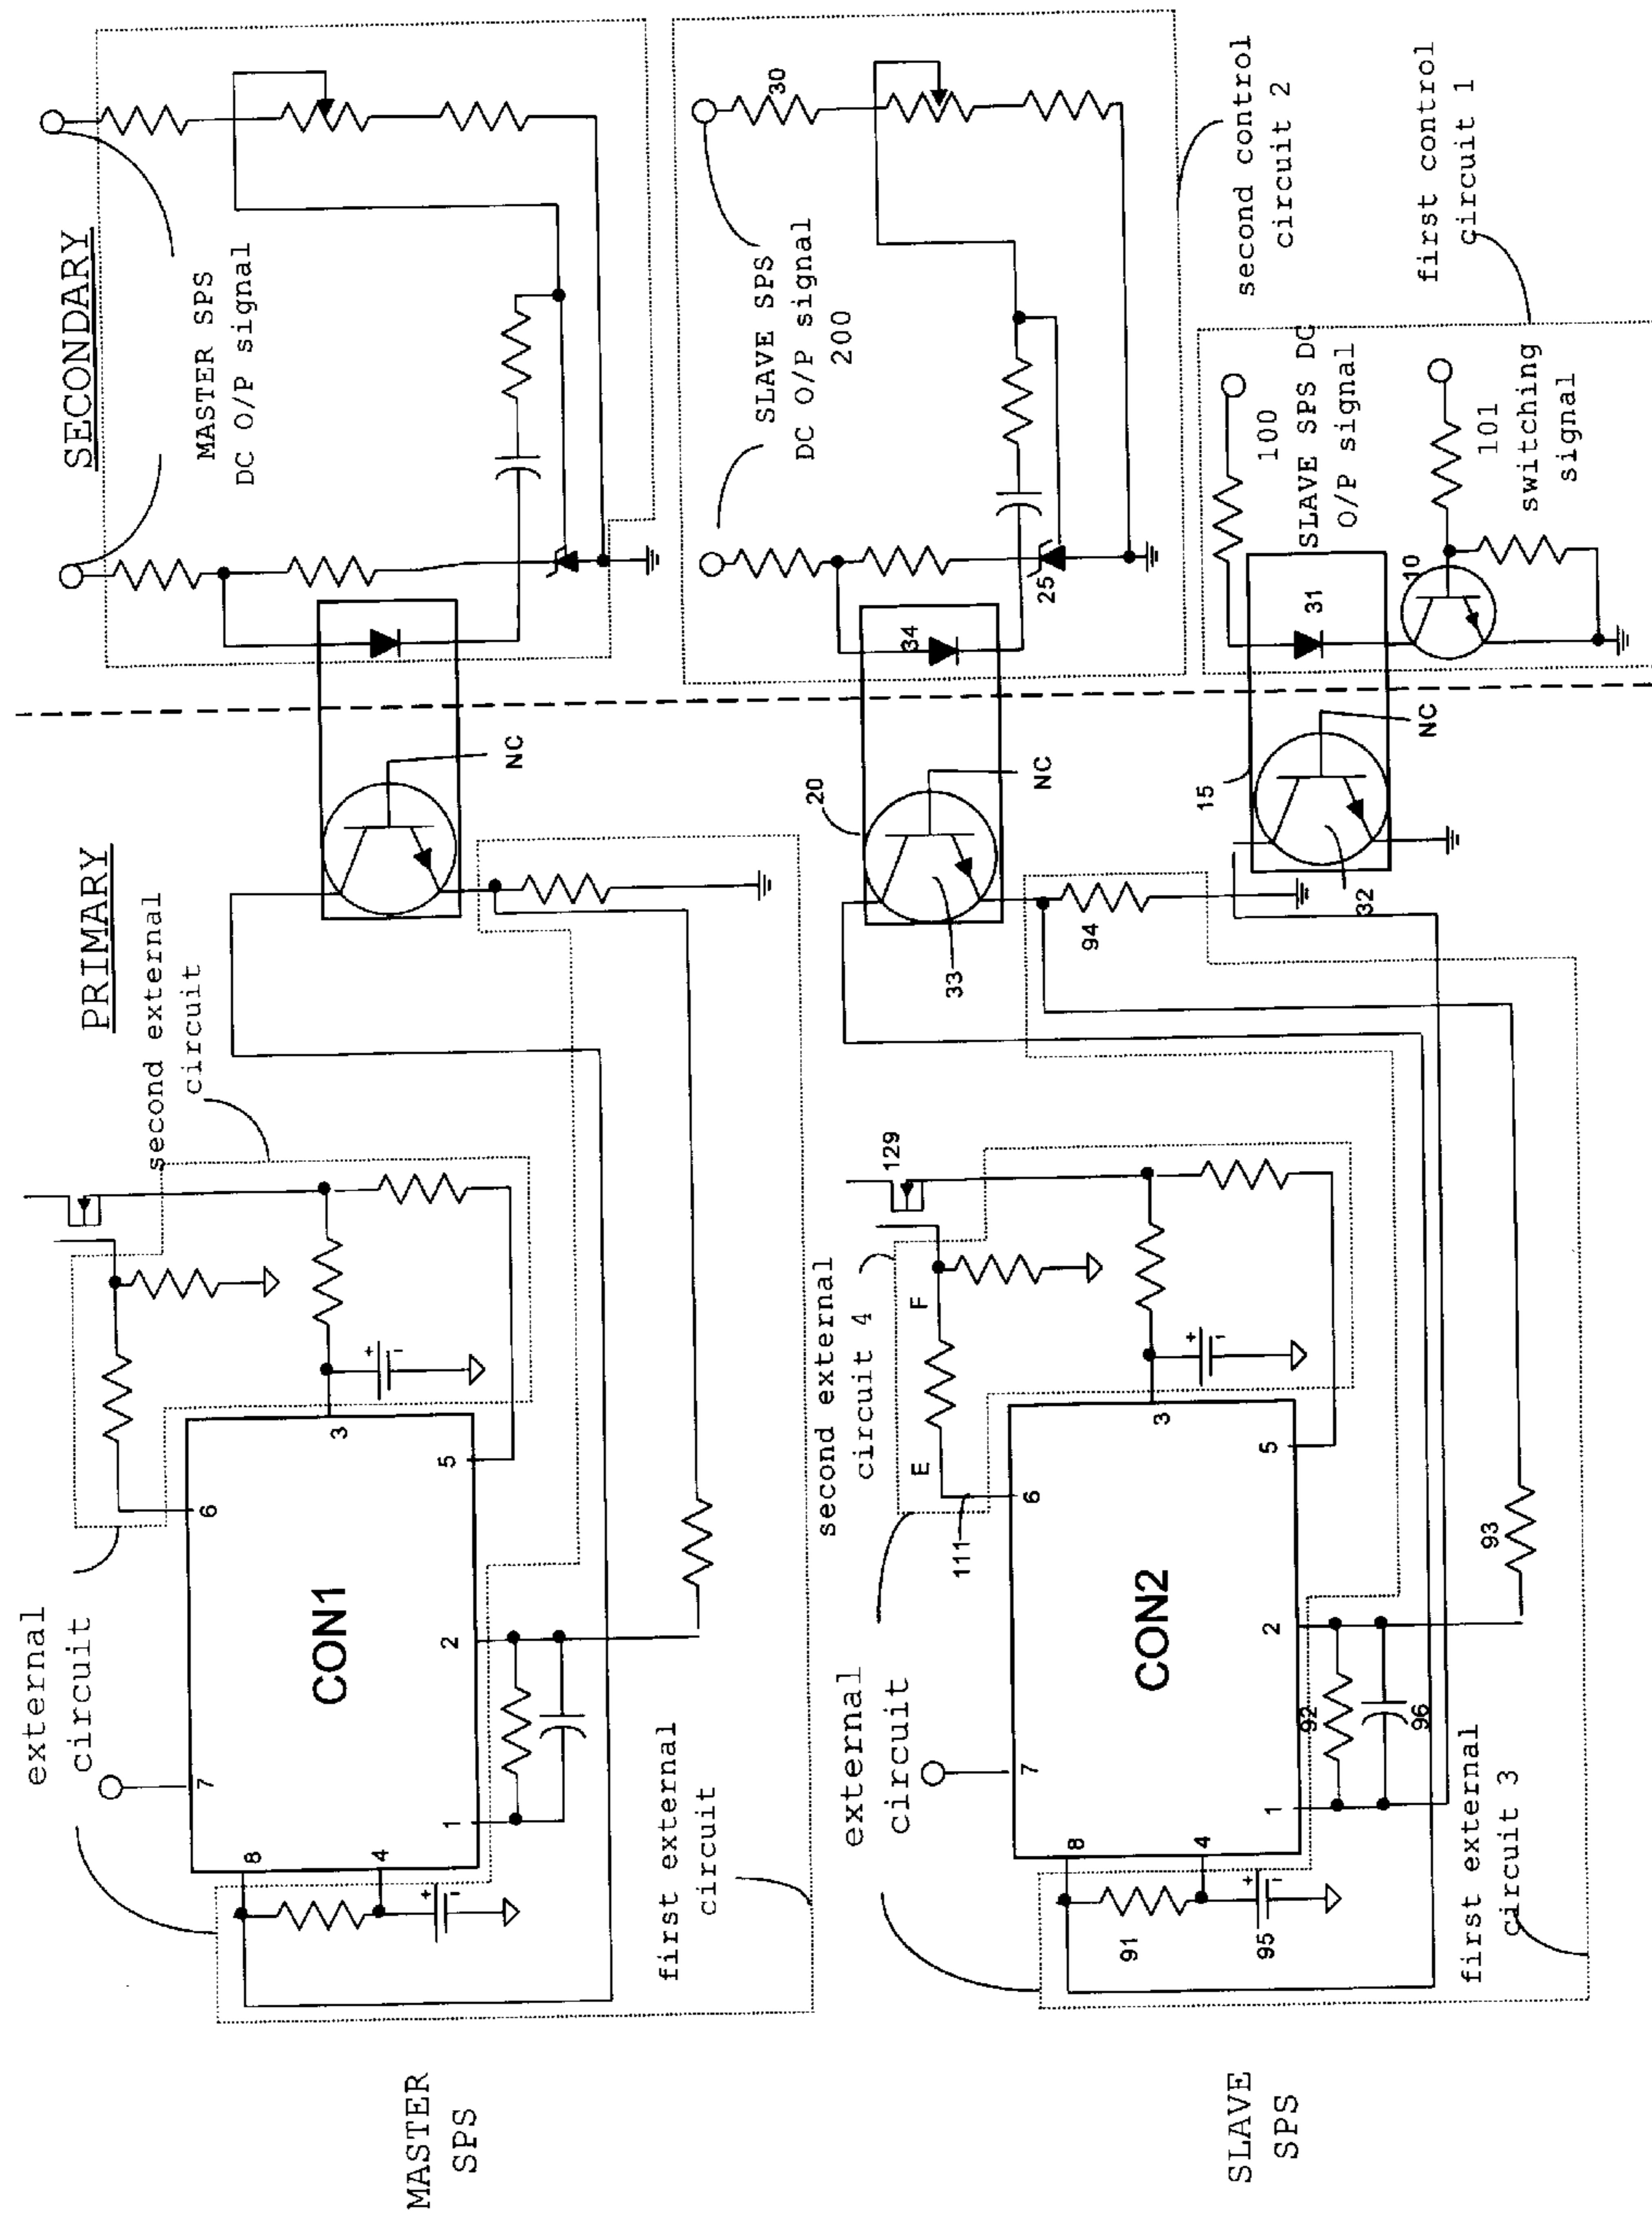 PRIMARY
SECONDARY
MASTER
SPS
external
circuit
second external
circuit
MASTER SPS
DC O/P signal
CON1
7
6
3
5
8
4
1
2
+
-
+
-
NC
first external
circuit
SLAVE
SPS
external
circuit
second external
circuit 4
SLAVE SPS
DC O/P signal
200
30
129
E
F
111
CON2
7
6
3
5
8
4
1
2
+
-
+
-
91
95
92
96
93
94
20
33
NC
34
25
second control
circuit 2
first external
circuit 3
15
32
NC
31
100
SLAVE SPS DC
O/P signal
10
101
switching
signal
first control
circuit 1